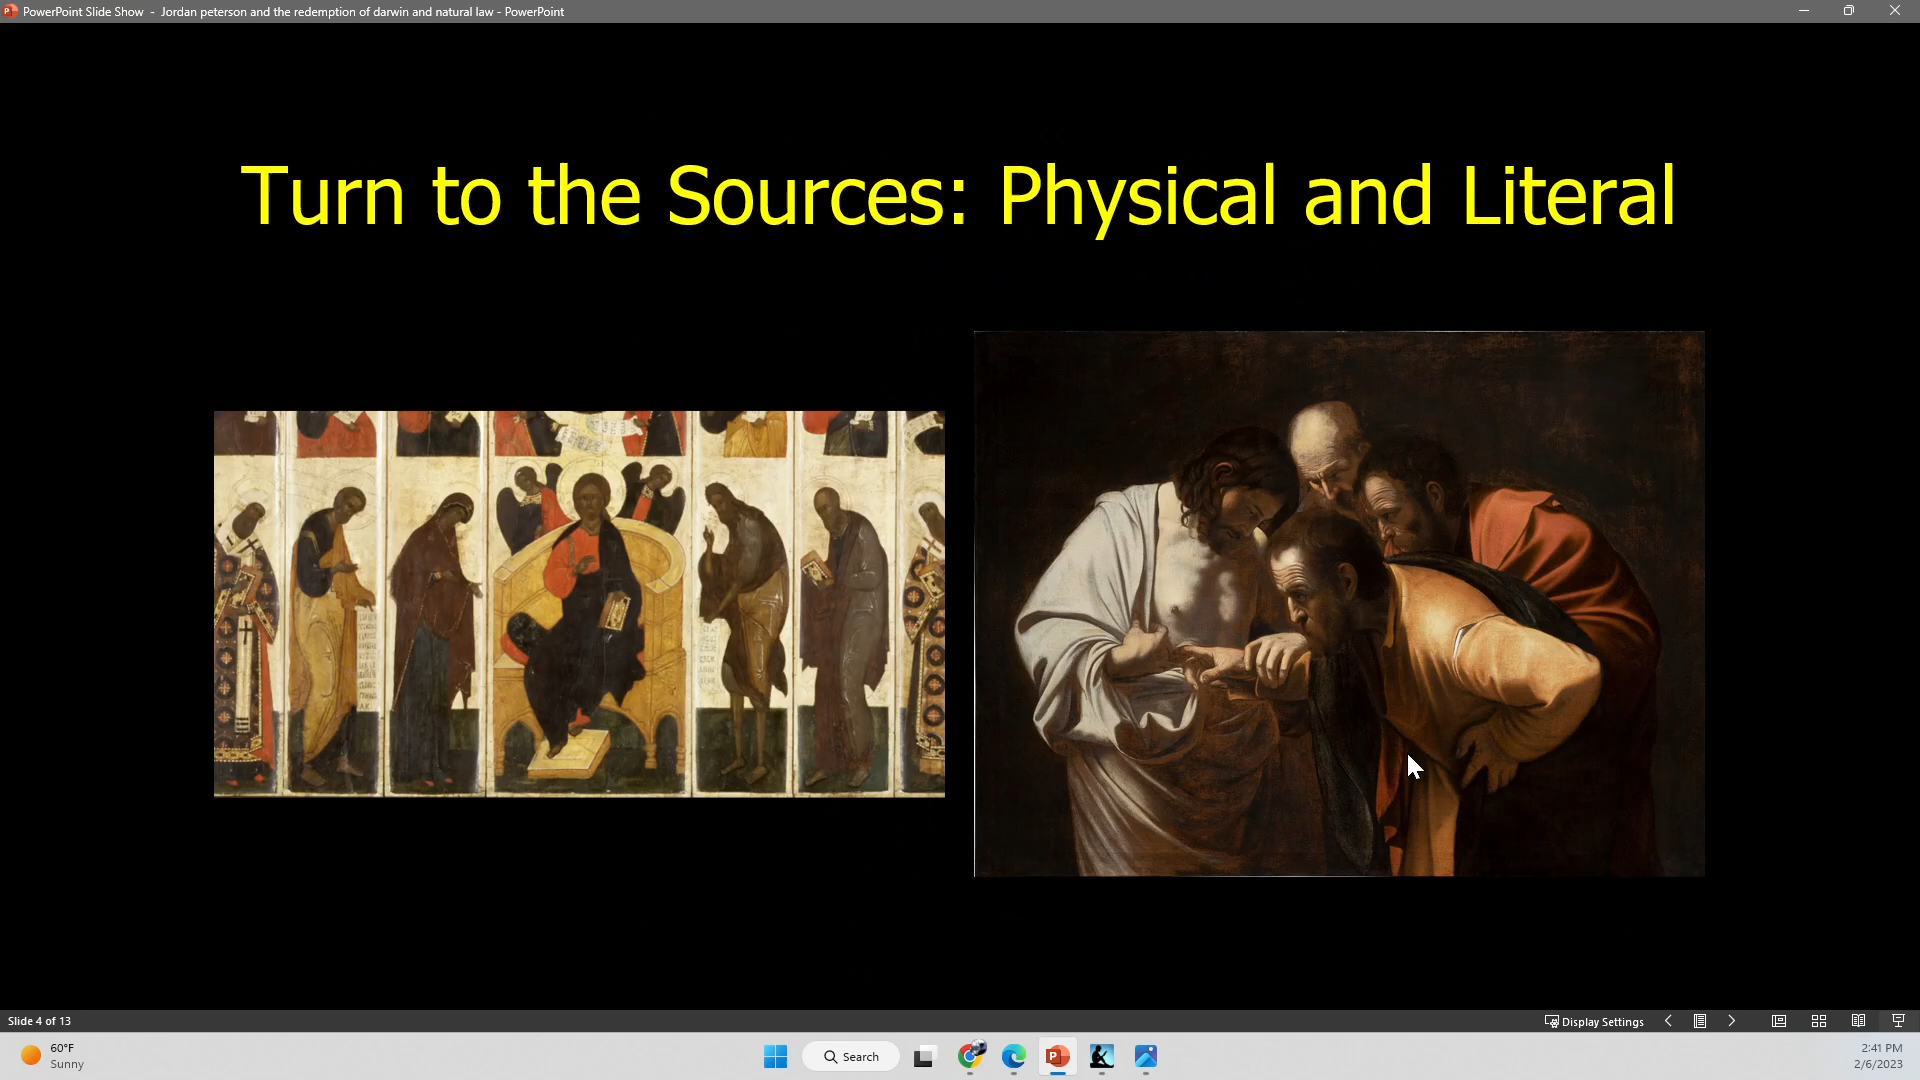 PowerPoint Slide Show - Jordan peterson and the redemption of darwin and natural law - PowerPoint
Turn to the Sources: Physical and Literal
Slide 4 of 13
Display Settings
60°F
Sunny
Search
2:41 PM
2/6/2023